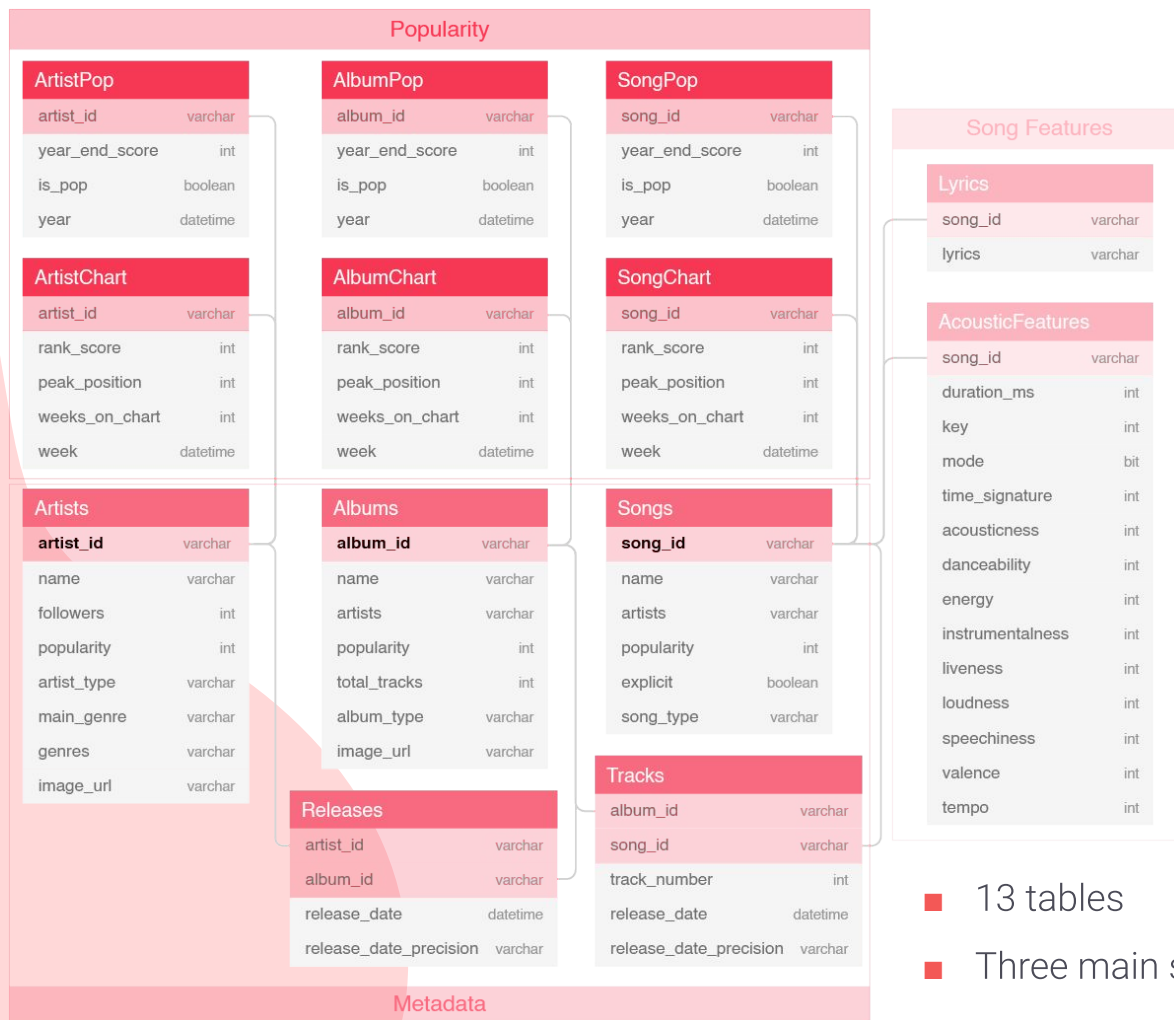 Popularity
ArtistPop
artist_id varchar
year_end_score int
is_pop boolean
year datetime
AlbumPop
album_id varchar
year_end_score int
is_pop boolean
year datetime
SongPop
song_id varchar
year_end_score int
is_pop boolean
year datetime
ArtistChart
artist_id varchar
rank_score int
peak_position int
weeks_on_chart int
week datetime
AlbumChart
album_id varchar
rank_score int
peak_position int
weeks_on_chart int
week datetime
SongChart
song_id varchar
rank_score int
peak_position int
weeks_on_chart int
week datetime
Artists
artist_id varchar
name varchar
followers int
popularity int
artist_type varchar
main_genre varchar
genres varchar
image_url varchar
Albums
album_id varchar
name varchar
artists varchar
popularity int
total_tracks int
album_type varchar
image_url varchar
Songs
song_id varchar
name varchar
artists varchar
popularity int
explicit boolean
song_type varchar
Releases
artist_id varchar
album_id varchar
release_date datetime
release_date_precision varchar
Tracks
album_id varchar
song_id varchar
track_number int
release_date datetime
release_date_precision varchar
Metadata
Song Features
Lyrics
song_id varchar
lyrics varchar
AcousticFeatures
song_id varchar
duration_ms int
key int
mode bit
time_signature int
acousticness int
danceability int
energy int
instrumentalness int
liveness int
loudness int
speechiness int
valence int
tempo int
13 tables
Three main